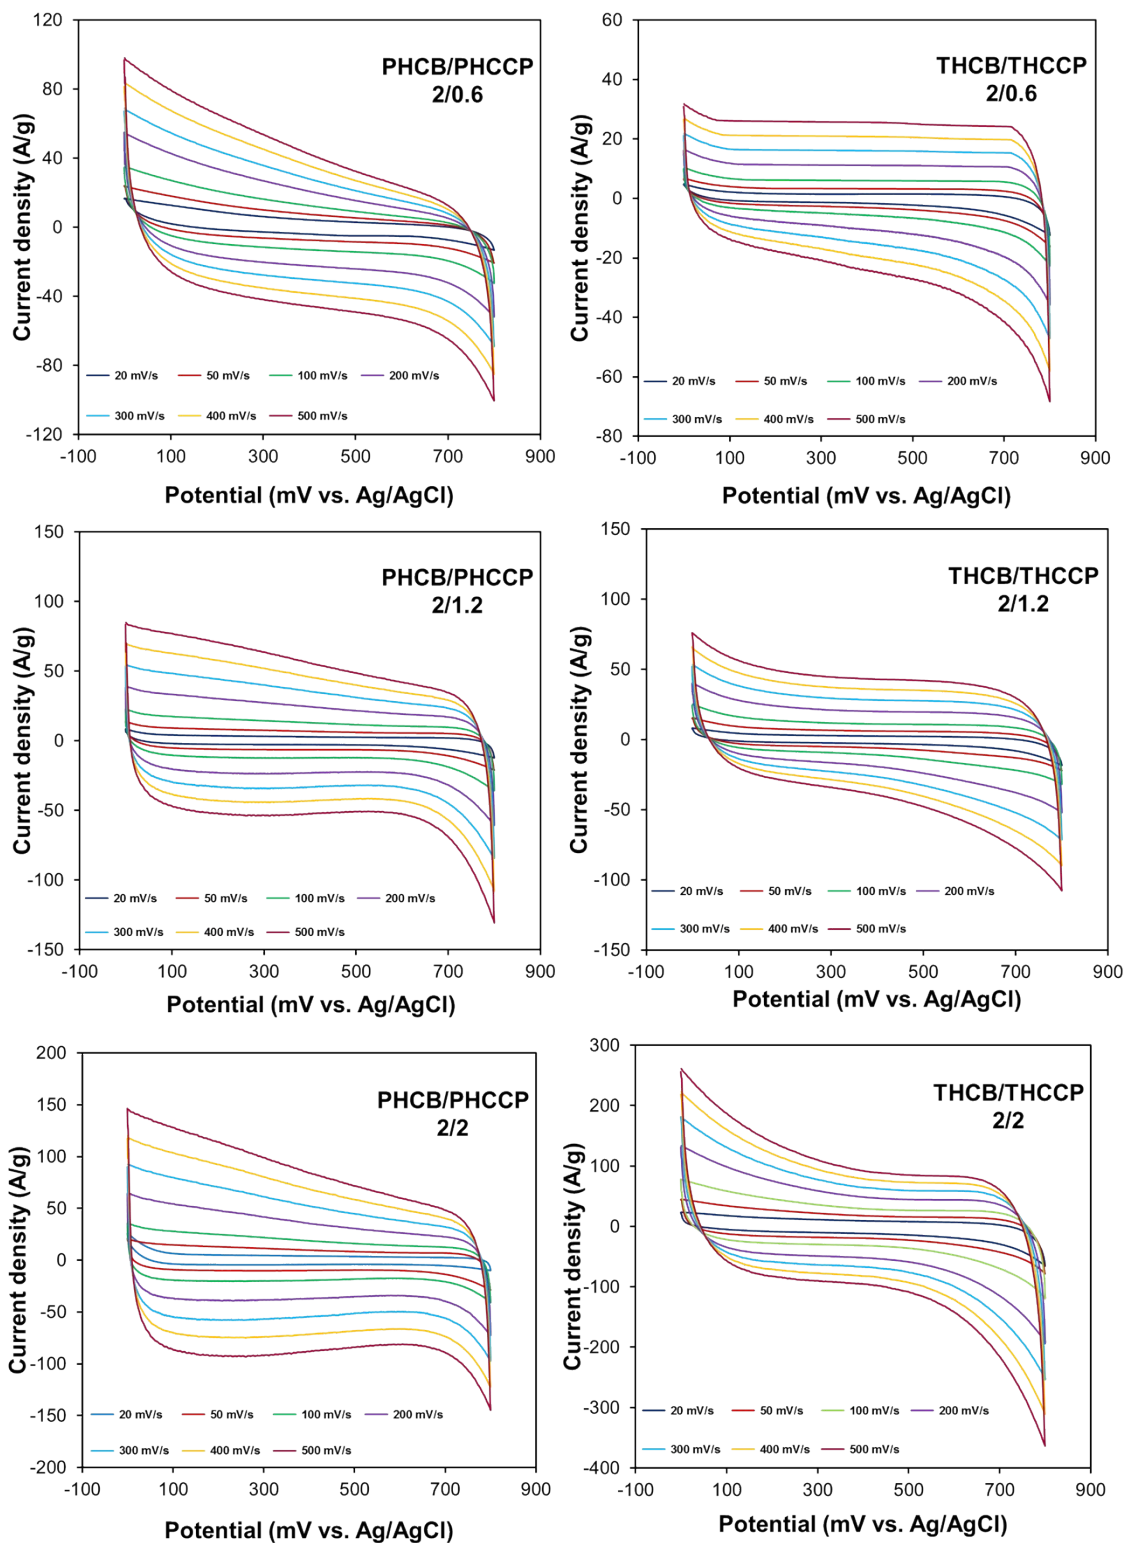 120
80
40
0
-40
-80
-120
Current density (A/g)
PHCB/PHCCP
2/0.6
20 mV/s 50 mV/s 100 mV/s 200 mV/s
300 mV/s 400 mV/s 500 mV/s
-100 100 300 500 700 900
Potential (mV vs. Ag/AgCl)
60
40
20
0
-20
-40
-60
-80
Current density (A/g)
THCB/THCCP
2/0.6
20 mV/s 50 mV/s 100 mV/s 200 mV/s
300 mV/s 400 mV/s 500 mV/s
-100 100 300 500 700 900
Potential (mV vs. Ag/AgCl)
150
100
50
0
-50
-100
-150
Current density (A/g)
PHCB/PHCCP
2/1.2
20 mV/s 50 mV/s 100 mV/s 200 mV/s
300 mV/s 400 mV/s 500 mV/s
-100 100 300 500 700 900
Potential (mV vs. Ag/AgCl)
150
100
50
0
-50
-100
-150
Current density (A/g)
THCB/THCCP
2/1.2
20 mV/s 50 mV/s 100 mV/s 200 mV/s
300 mV/s 400 mV/s 500 mV/s
-100 100 300 500 700 900
Potential (mV vs. Ag/AgCl)
200
150
100
50
0
-50
-100
-150
-200
Current density (A/g)
PHCB/PHCCP
2/2
20 mV/s 50 mV/s 100 mV/s 200 mV/s
300 mV/s 400 mV/s 500 mV/s
-100 100 300 500 700 900
Potential (mV vs. Ag/AgCl)
300
200
100
0
-100
-200
-300
-400
Current density (A/g)
THCB/THCCP
2/2
20 mV/s 50 mV/s 100 mV/s 200 mV/s
300 mV/s 400 mV/s 500 mV/s
-100 100 300 500 700 900
Potential (mV vs. Ag/AgCl)